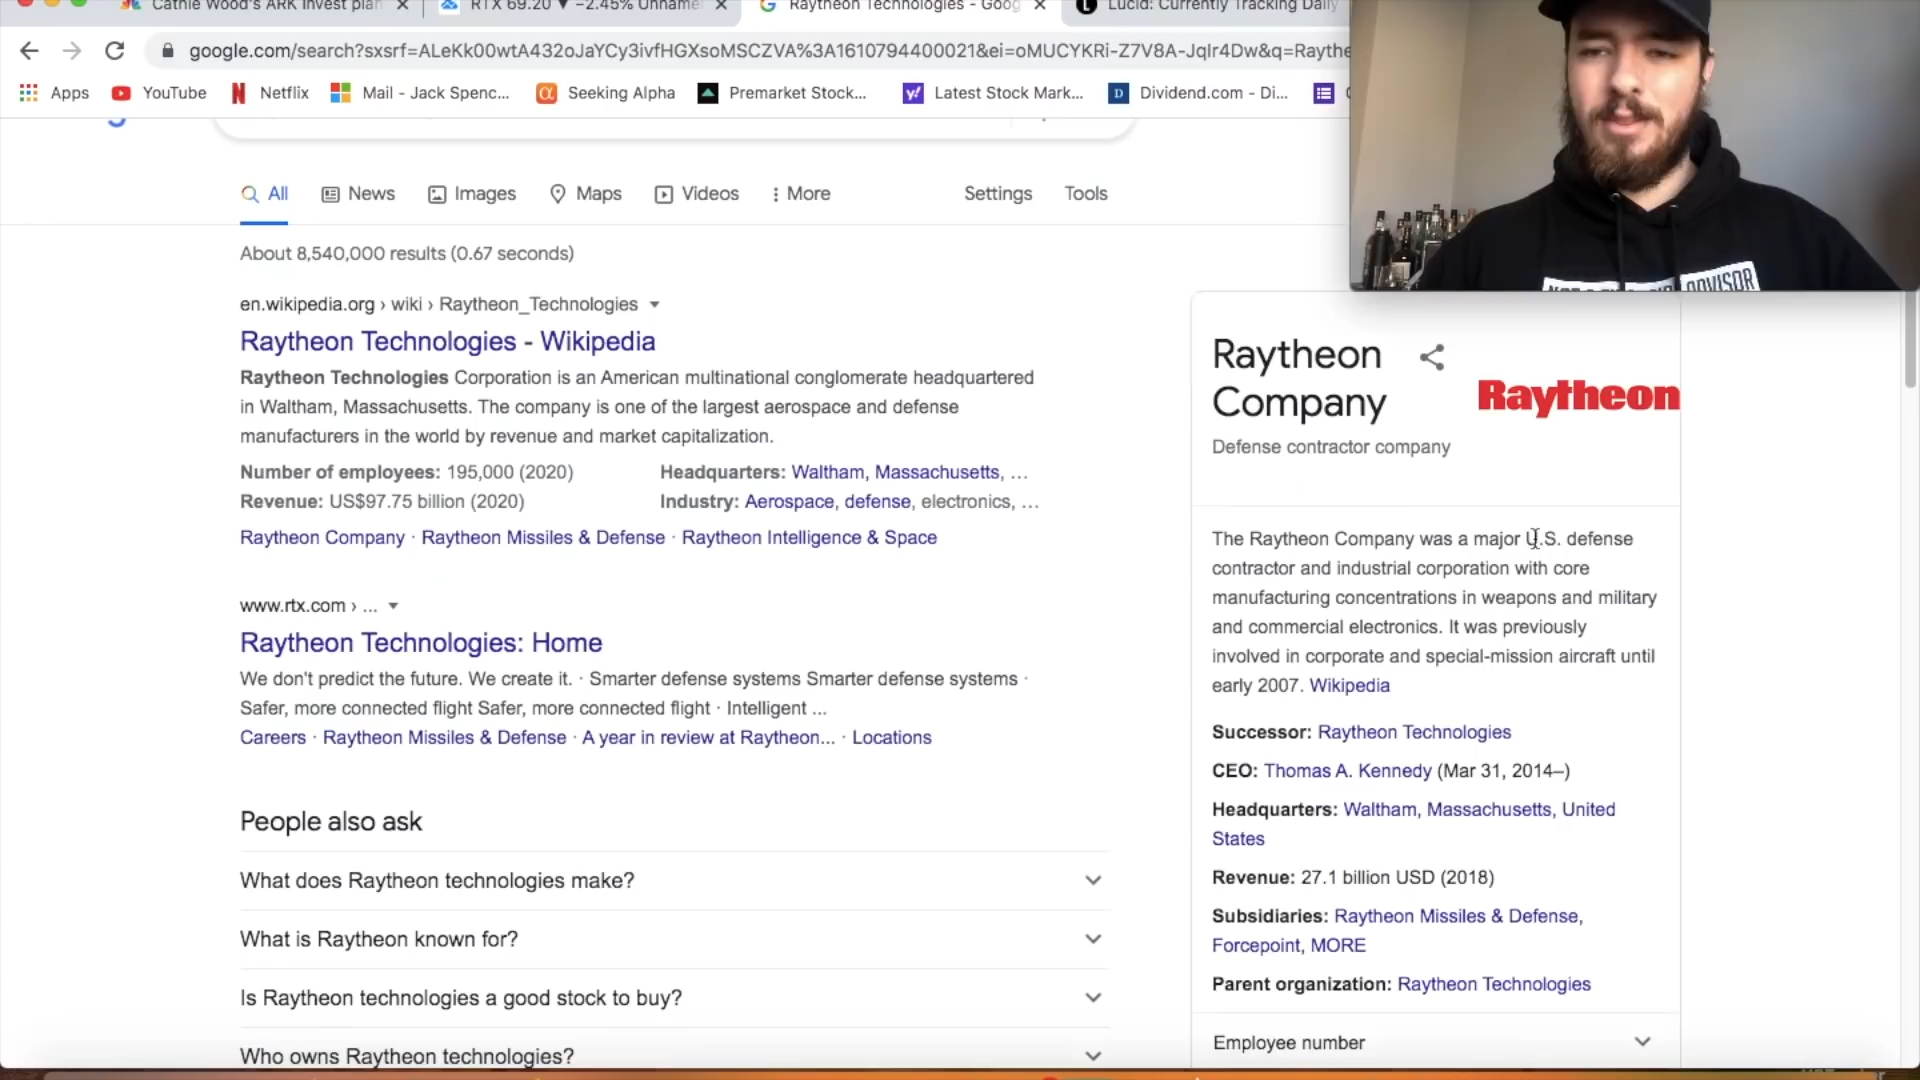 Cathie Wood's ARK Invest plan
RTX 69.20 ▼ −2.45% Unname
Raytheon Technologies - Goog
Lucid: Currently Tracking Daily
google.com/search?sxsrf=ALeKk00wtA432oJaYCy3ivfHGXsoMSCZVA%3A1610794400021&ei=oMUCYKRi-Z7V8A-JqIr4Dw&q=Raythe
Apps
YouTube
Netflix
Mail - Jack Spenc...
Seeking Alpha
Premarket Stock...
Latest Stock Mark...
Dividend.com - Di...
All
News
Images
Maps
Videos
More
Settings
Tools
About 8,540,000 results (0.67 seconds)
en.wikipedia.org › wiki › Raytheon_Technologies
Raytheon Technologies - Wikipedia
Raytheon Technologies Corporation is an American multinational conglomerate headquartered
in Waltham, Massachusetts. The company is one of the largest aerospace and defense
manufacturers in the world by revenue and market capitalization.
Number of employees: 195,000 (2020)
Headquarters: Waltham, Massachusetts, ...
Revenue: US$97.75 billion (2020)
Industry: Aerospace, defense, electronics, ...
Raytheon Company · Raytheon Missiles & Defense · Raytheon Intelligence & Space
www.rtx.com › ...
Raytheon Technologies: Home
We don't predict the future. We create it. · Smarter defense systems Smarter defense systems ·
Safer, more connected flight Safer, more connected flight · Intelligent ...
Careers · Raytheon Missiles & Defense · A year in review at Raytheon... · Locations
People also ask
What does Raytheon technologies make?
What is Raytheon known for?
Is Raytheon technologies a good stock to buy?
Who owns Raytheon technologies?
ADVISOR
Raytheon
Company
Raytheon
Defense contractor company
The Raytheon Company was a major U.S. defense
contractor and industrial corporation with core
manufacturing concentrations in weapons and military
and commercial electronics. It was previously
involved in corporate and special-mission aircraft until
early 2007. Wikipedia
Successor: Raytheon Technologies
CEO: Thomas A. Kennedy (Mar 31, 2014–)
Headquarters: Waltham, Massachusetts, United
States
Revenue: 27.1 billion USD (2018)
Subsidiaries: Raytheon Missiles & Defense,
Forcepoint, MORE
Parent organization: Raytheon Technologies
Employee number